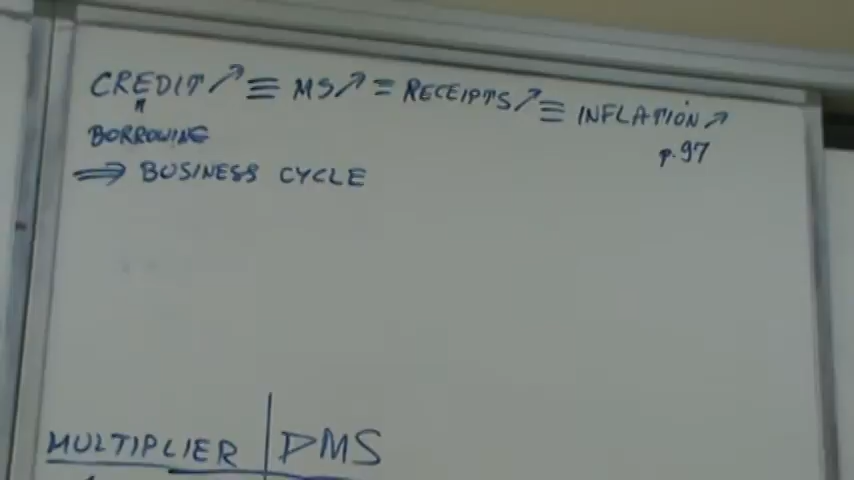 CREDIT↗ ≡ MS↗ = RECEIPTS↗ ≡ INFLATION↗
BORROWING
p.97
⇒ BUSINESS CYCLE
MULTIPLIER | DMS